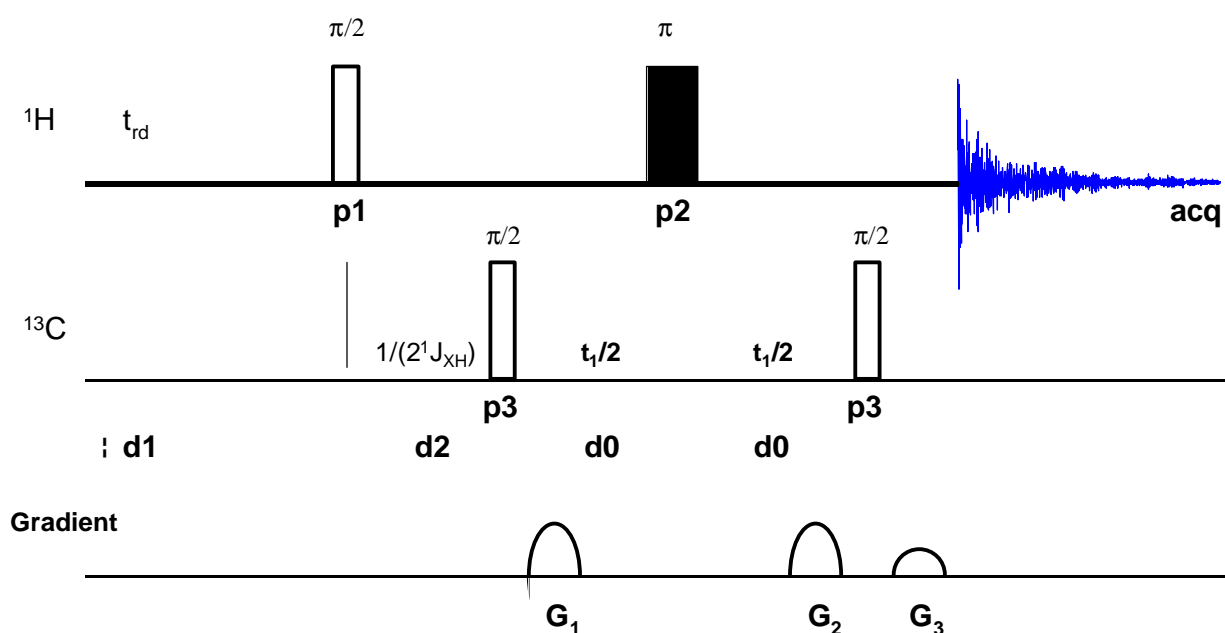 π/2 π
¹H t_rd
p1 p2 acq
π/2 π/2
¹³C
1/(2¹J_XH) t₁/2 t₁/2
p3 p3
¦ d1 d2 d0 d0
Gradient
G₁ G₂ G₃